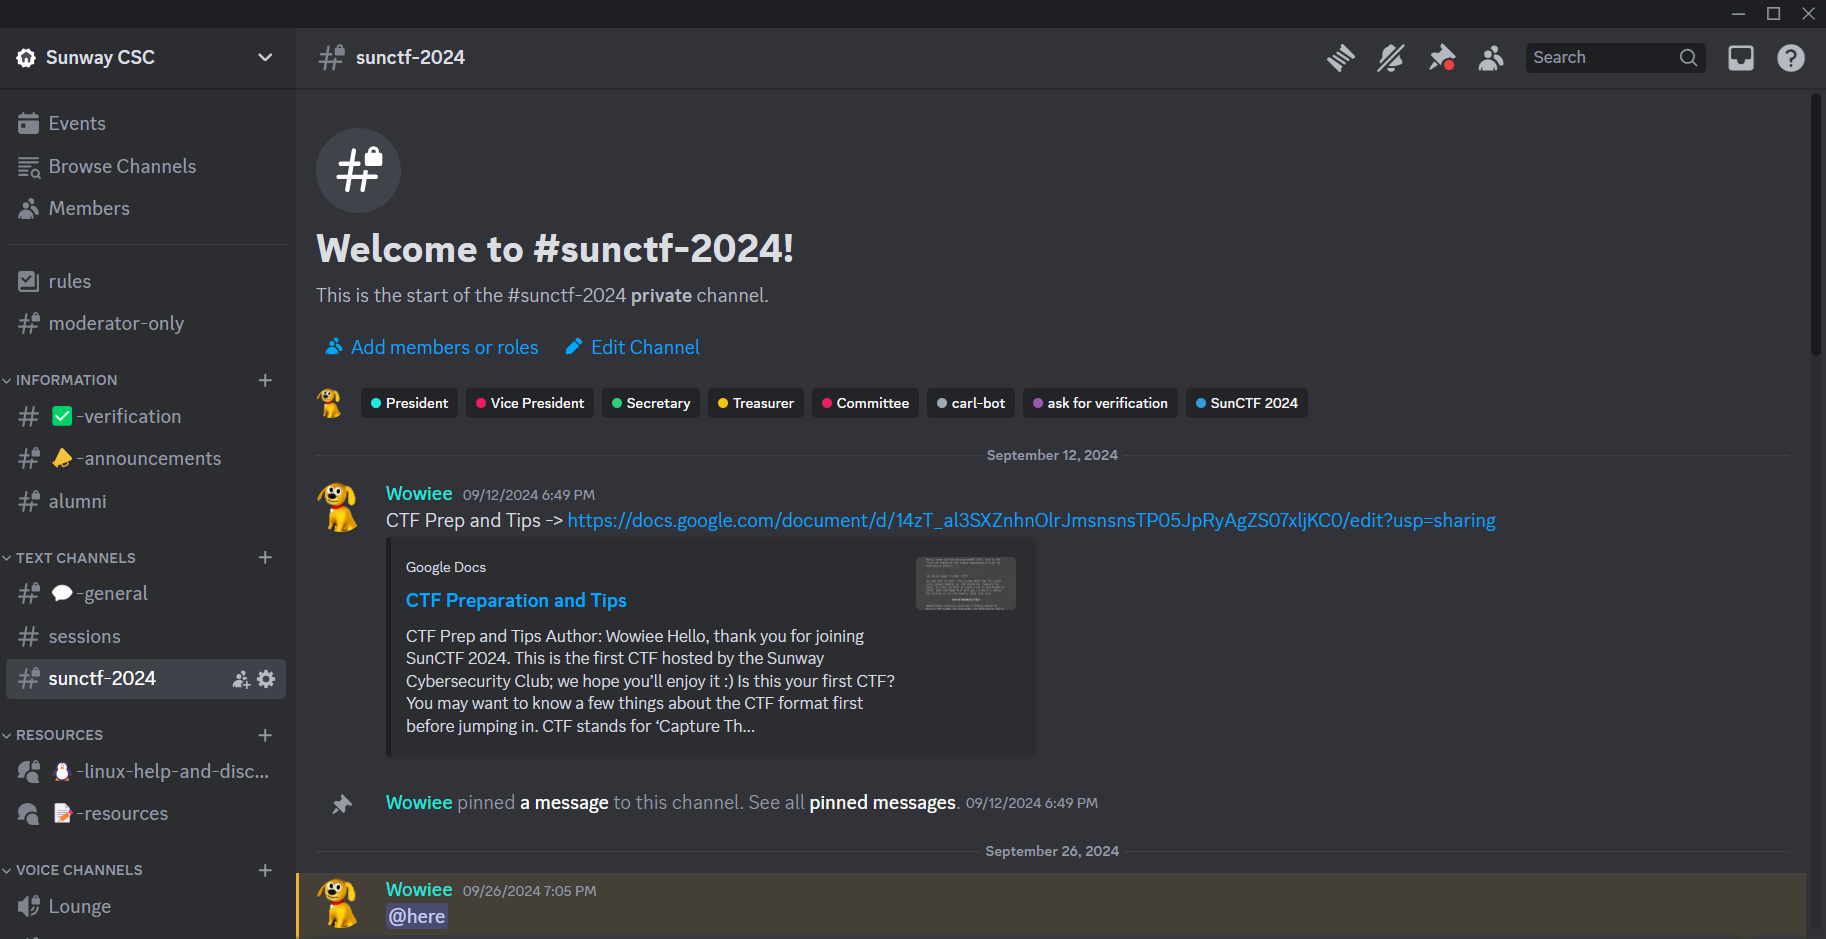 Sunway CSC
Events
Browse Channels
Members
rules
moderator-only
INFORMATION
-verification
-announcements
alumni
TEXT CHANNELS
-general
sessions
sunctf-2024
RESOURCES
-linux-help-and-disc...
-resources
VOICE CHANNELS
Lounge
sunctf-2024
Search
Welcome to #sunctf-2024!
This is the start of the #sunctf-2024 private channel.
Add members or roles Edit Channel
President Vice President Secretary Treasurer Committee carl-bot ask for verification SunCTF 2024
September 12, 2024
Wowiee 09/12/2024 6:49 PM
CTF Prep and Tips -> https://docs.google.com/document/d/14zT_al3SXZnhnOlrJmsnsnsTP05JpRyAgZS07xljKC0/edit?usp=sharing
Google Docs
CTF Preparation and Tips
CTF Prep and Tips Author: Wowiee Hello, thank you for joining
SunCTF 2024. This is the first CTF hosted by the Sunway
Cybersecurity Club; we hope you’ll enjoy it :) Is this your first CTF?
You may want to know a few things about the CTF format first
before jumping in. CTF stands for ‘Capture Th...
Wowiee pinned a message to this channel. See all pinned messages. 09/12/2024 6:49 PM
September 26, 2024
Wowiee 09/26/2024 7:05 PM
@here